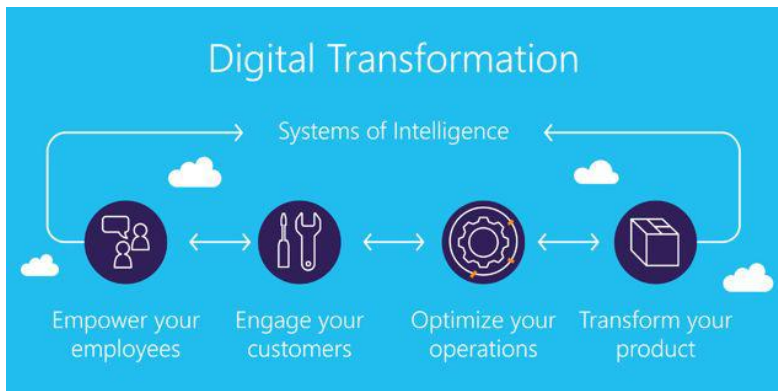 Digital Transformation
Systems of Intelligence
Empower your
employees
Engage your
customers
Optimize your
operations
Transform your
product